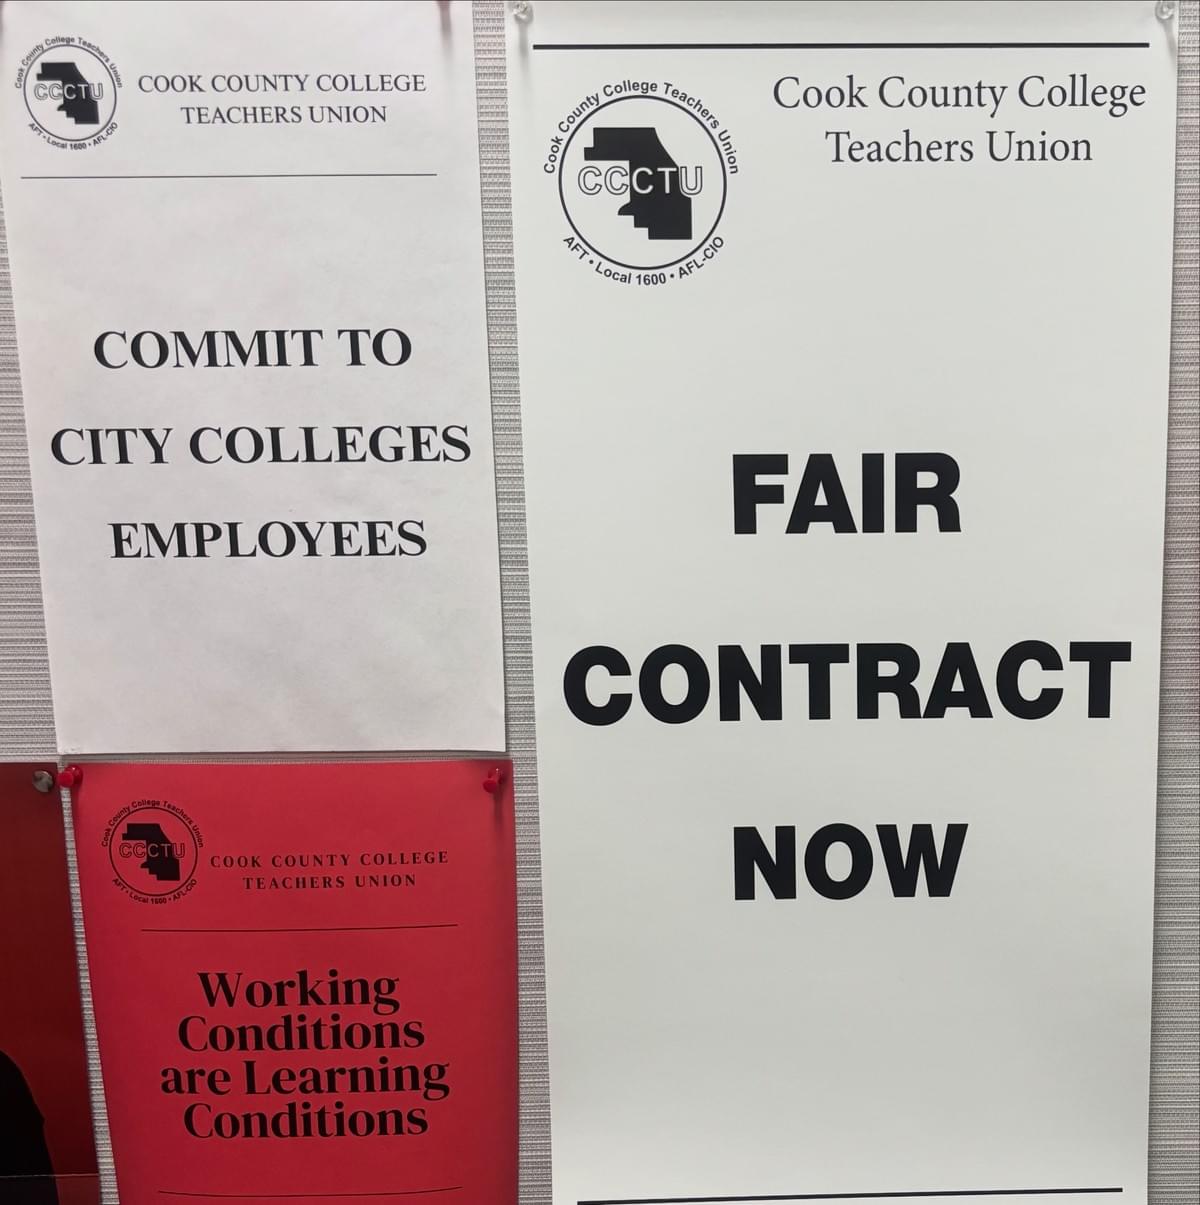 Cook County College Teachers Union
CCCTU
AFT • Local 1600 • AFL-CIO
COOK COUNTY COLLEGE
TEACHERS UNION
COMMIT TO
CITY COLLEGES
EMPLOYEES
Cook County College Teachers Union
CCCTU
AFT • Local 1600 • AFL-CIO
COOK COUNTY COLLEGE
TEACHERS UNION
Working
Conditions
are Learning
Conditions
Cook County College Teachers Union
CCCTU
AFT • Local 1600 • AFL-CIO
Cook County College
Teachers Union
FAIR
CONTRACT
NOW